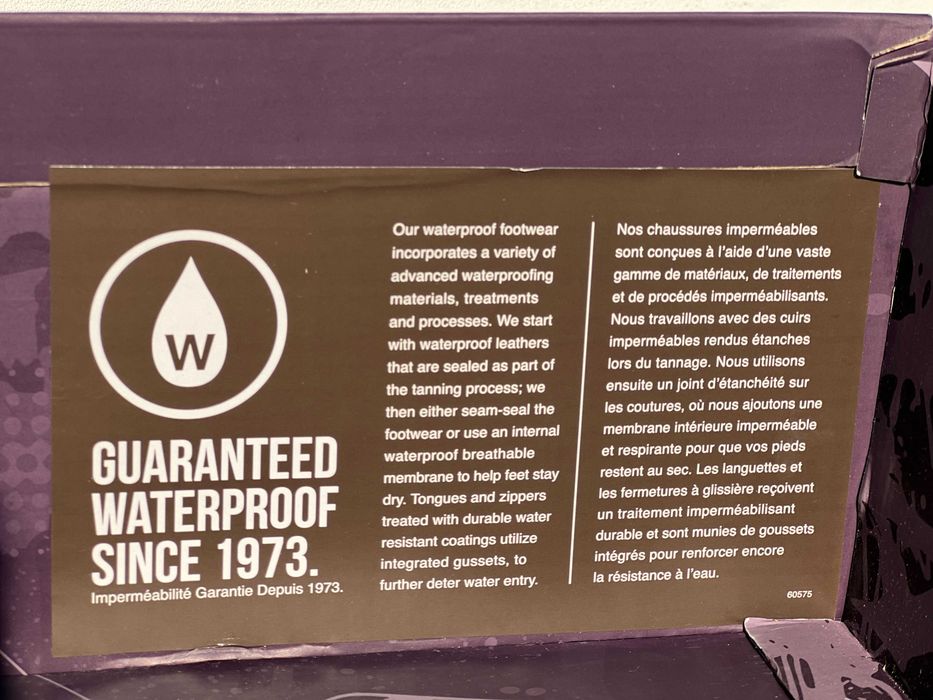 W
GUARANTEED
WATERPROOF
SINCE 1973.
Imperméabilité Garantie Depuis 1973.
Our waterproof footwear
incorporates a variety of
advanced waterproofing
materials, treatments
and processes. We start
with waterproof leathers
that are sealed as part of
the tanning process; we
then either seam-seal the
footwear or use an internal
waterproof breathable
membrane to help feet stay
dry. Tongues and zippers
treated with durable water
resistant coatings utilize
integrated gussets, to
further deter water entry.
Nos chaussures imperméables
sont conçues à l'aide d'une vaste
gamme de matériaux, de traitements
et de procédés imperméabilisants.
Nous travaillons avec des cuirs
imperméables rendus étanches
lors du tannage. Nous utilisons
ensuite un joint d'étanchéité sur
les coutures, où nous ajoutons une
membrane intérieure imperméable
et respirante pour que vos pieds
restent au sec. Les languettes et
les fermetures à glissière reçoivent
un traitement imperméabilisant
durable et sont munies de goussets
intégrés pour renforcer encore
la résistance à l'eau.
60575